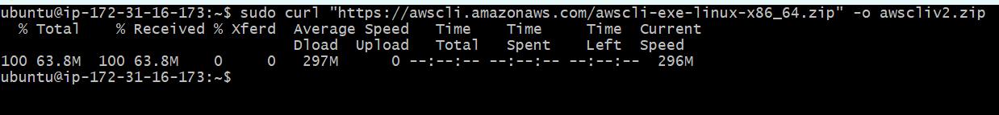 ubuntu@ip-172-31-16-173:~$ sudo curl "https://awscli.amazonaws.com/awscli-exe-linux-x86_64.zip" -o awscliv2.zip
  % Total    % Received % Xferd  Average Speed   Time    Time     Time  Current
                                 Dload  Upload   Total   Spent    Left  Speed
100 63.8M  100 63.8M    0     0   297M      0 --:--:-- --:--:-- --:--:--  296M
ubuntu@ip-172-31-16-173:~$